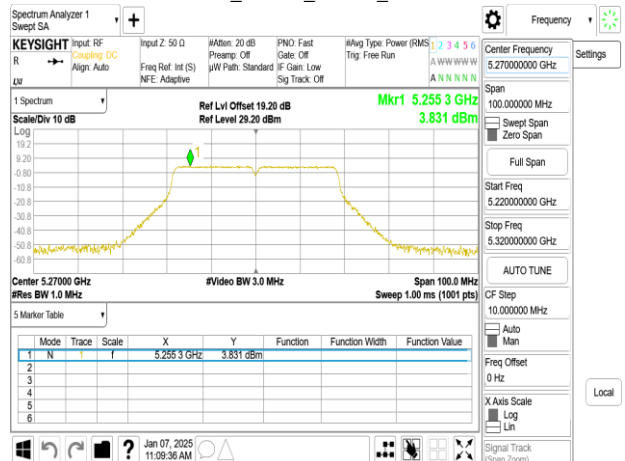 Spectrum Analyzer 1
Swept SA
+
Frequency
KEYSIGHT
R
LXI
Input: RF
Coupling: DC
Align: Auto
Input Z: 50 Ω
Freq Ref: Int (S)
NFE: Adaptive
#Atten: 20 dB
Preamp: Off
µW Path: Standard
PNO: Fast
Gate: Off
IF Gain: Low
Sig Track: Off
#Avg Type: Power (RMS
Trig: Free Run
1 2 3 4 5 6
A W W W W W
A N N N N N
1 Spectrum
Scale/Div 10 dB
Ref Lvl Offset 19.20 dB
Ref Level 29.20 dBm
Mkr1 5.255 3 GHz
3.831 dBm
Log
19.2
9.20
-0.80
-10.8
-20.8
-30.8
-40.8
-50.8
-60.8
1
Center 5.27000 GHz
#Res BW 1.0 MHz
#Video BW 3.0 MHz
Span 100.0 MHz
Sweep 1.00 ms (1001 pts)
5 Marker Table
Mode Trace Scale X Y Function Function Width Function Value
1 N 1 f 5.255 3 GHz 3.831 dBm
2
3
4
5
6
?
Jan 07, 2025
11:09:36 AM
Center Frequency
5.270000000 GHz
Span
100.000000 MHz
Swept Span
Zero Span
Full Span
Start Freq
5.220000000 GHz
Stop Freq
5.320000000 GHz
AUTO TUNE
CF Step
10.000000 MHz
Auto
Man
Freq Offset
0 Hz
X Axis Scale
Log
Lin
Signal Track
(Span Zoom)
Settings
Local